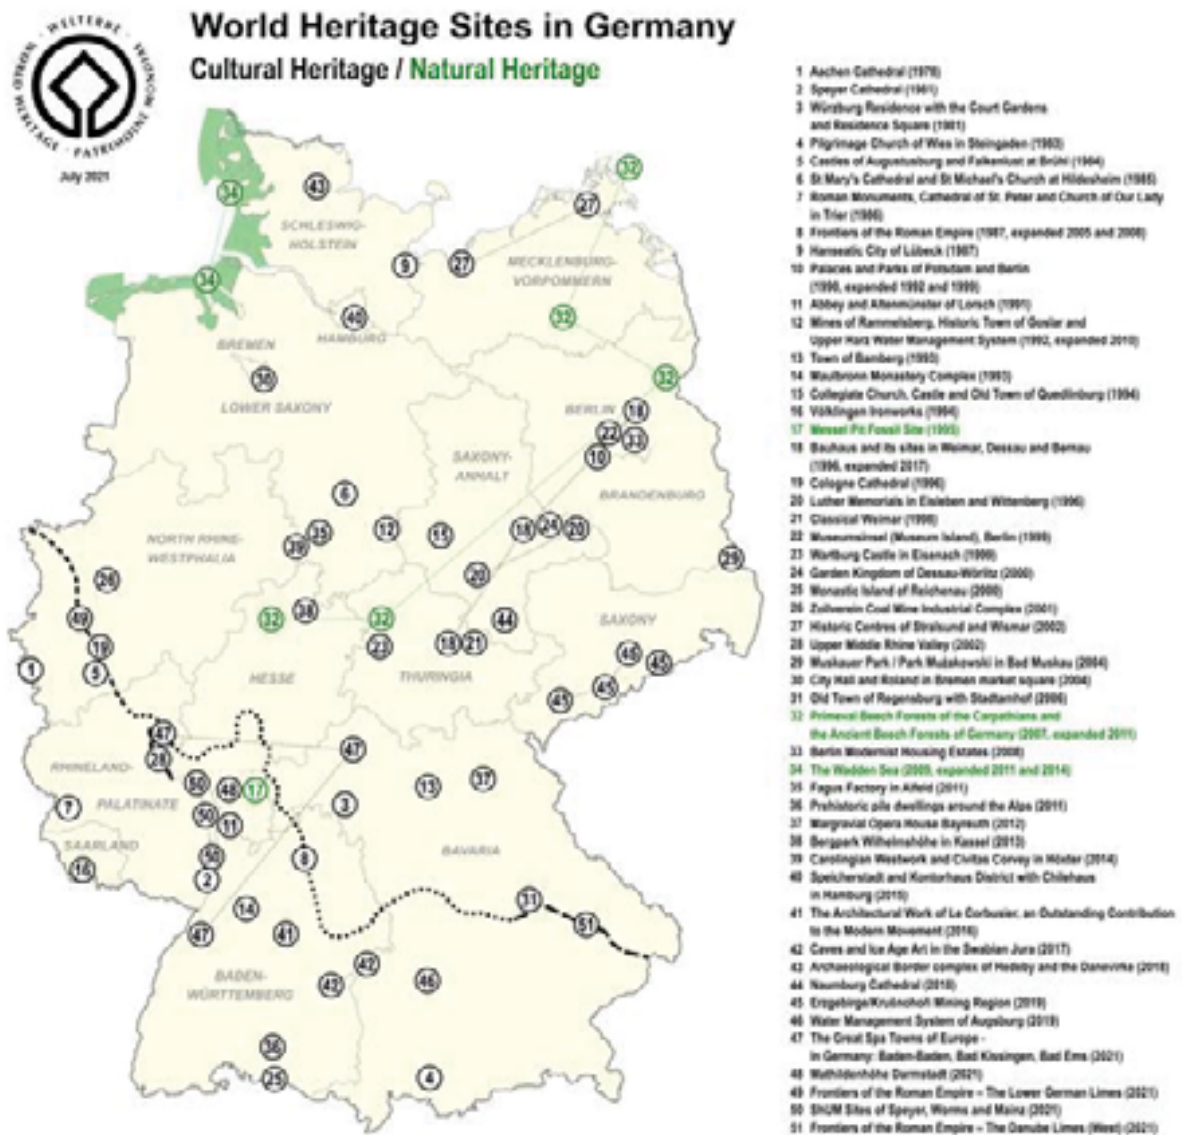 World Heritage Sites in Germany
Cultural Heritage / Natural Heritage
WELTERBE · PATRIMOINE MONDIAL · WORLD HERITAGE
July 2021
SCHLESWIG-
HOLSTEIN
MECKLENBURG-
VORPOMMERN
HAMBURG
BREMEN
LOWER SAXONY
BERLIN
SAXONY-
ANHALT
BRANDENBURG
NORTH RHINE-
WESTPHALIA
SAXONY
HESSE
THURINGIA
RHINELAND-
PALATINATE
SAARLAND
BAVARIA
BADEN-
WÜRTTEMBERG
1 Aachen Cathedral (1978)
2 Speyer Cathedral (1981)
3 Würzburg Residence with the Court Gardens
and Residence Square (1981)
4 Pilgrimage Church of Wies in Steingaden (1983)
5 Castles of Augustusburg and Falkenlust at Brühl (1984)
6 St Mary's Cathedral and St Michael's Church at Hildesheim (1985)
7 Roman Monuments, Cathedral of St. Peter and Church of Our Lady
in Trier (1986)
8 Frontiers of the Roman Empire (1987, expanded 2005 and 2008)
9 Hanseatic City of Lübeck (1987)
10 Palaces and Parks of Potsdam and Berlin
(1990, expanded 1992 and 1999)
11 Abbey and Altenmünster of Lorsch (1991)
12 Mines of Rammelsberg, Historic Town of Goslar and
Upper Harz Water Management System (1992, expanded 2010)
13 Town of Bamberg (1993)
14 Maulbronn Monastery Complex (1993)
15 Collegiate Church, Castle and Old Town of Quedlinburg (1994)
16 Völklingen Ironworks (1994)
17 Messel Pit Fossil Site (1995)
18 Bauhaus and its sites in Weimar, Dessau and Bernau
(1996, expanded 2017)
19 Cologne Cathedral (1996)
20 Luther Memorials in Eisleben and Wittenberg (1996)
21 Classical Weimar (1998)
22 Museumsinsel (Museum Island), Berlin (1999)
23 Wartburg Castle in Eisenach (1999)
24 Garden Kingdom of Dessau-Wörlitz (2000)
25 Monastic Island of Reichenau (2000)
26 Zollverein Coal Mine Industrial Complex (2001)
27 Historic Centres of Stralsund and Wismar (2002)
28 Upper Middle Rhine Valley (2002)
29 Muskauer Park / Park Mużakowski in Bad Muskau (2004)
30 City Hall and Roland in Bremen market square (2004)
31 Old Town of Regensburg with Stadtamhof (2006)
32 Primeval Beech Forests of the Carpathians and
the Ancient Beech Forests of Germany (2007, expanded 2011)
33 Berlin Modernist Housing Estates (2008)
34 The Wadden Sea (2009, expanded 2011 and 2014)
35 Fagus Factory in Alfeld (2011)
36 Prehistoric pile dwellings around the Alps (2011)
37 Margravial Opera House Bayreuth (2012)
38 Bergpark Wilhelmshöhe in Kassel (2013)
39 Carolingian Westwork and Civitas Corvey in Höxter (2014)
40 Speicherstadt and Kontorhaus District with Chilehaus
in Hamburg (2015)
41 The Architectural Work of Le Corbusier, an Outstanding Contribution
to the Modern Movement (2016)
42 Caves and Ice Age Art in the Swabian Jura (2017)
43 Archaeological Border complex of Hedeby and the Danevirke (2018)
44 Naumburg Cathedral (2018)
45 Erzgebirge/Krušnohoří Mining Region (2019)
46 Water Management System of Augsburg (2019)
47 The Great Spa Towns of Europe -
in Germany: Baden-Baden, Bad Kissingen, Bad Ems (2021)
48 Mathildenhöhe Darmstadt (2021)
49 Frontiers of the Roman Empire – The Lower German Limes (2021)
50 ShUM Sites of Speyer, Worms and Mainz (2021)
51 Frontiers of the Roman Empire – The Danube Limes (West) (2021)